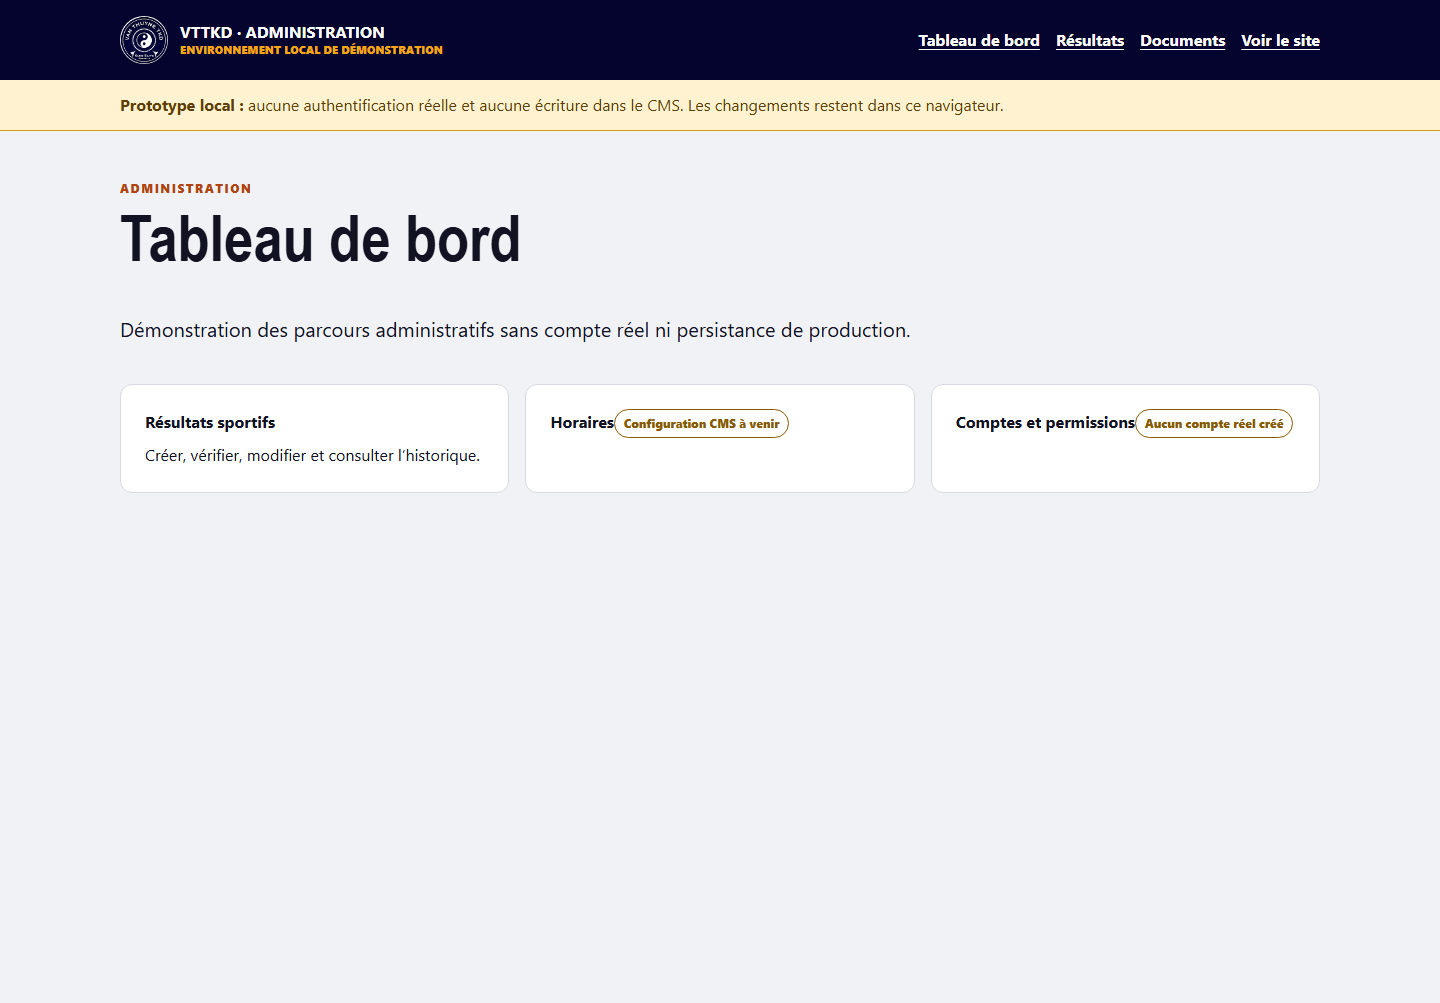 VAN THUYNE TKD
VTTKD · ADMINISTRATION
ENVIRONNEMENT LOCAL DE DÉMONSTRATION
Tableau de bord Résultats Documents Voir le site
Prototype local : aucune authentification réelle et aucune écriture dans le CMS. Les changements restent dans ce navigateur.
ADMINISTRATION
Tableau de bord
Démonstration des parcours administratifs sans compte réel ni persistance de production.
Résultats sportifs
Créer, vérifier, modifier et consulter l’historique.
Horaires Configuration CMS à venir
Comptes et permissions Aucun compte réel créé